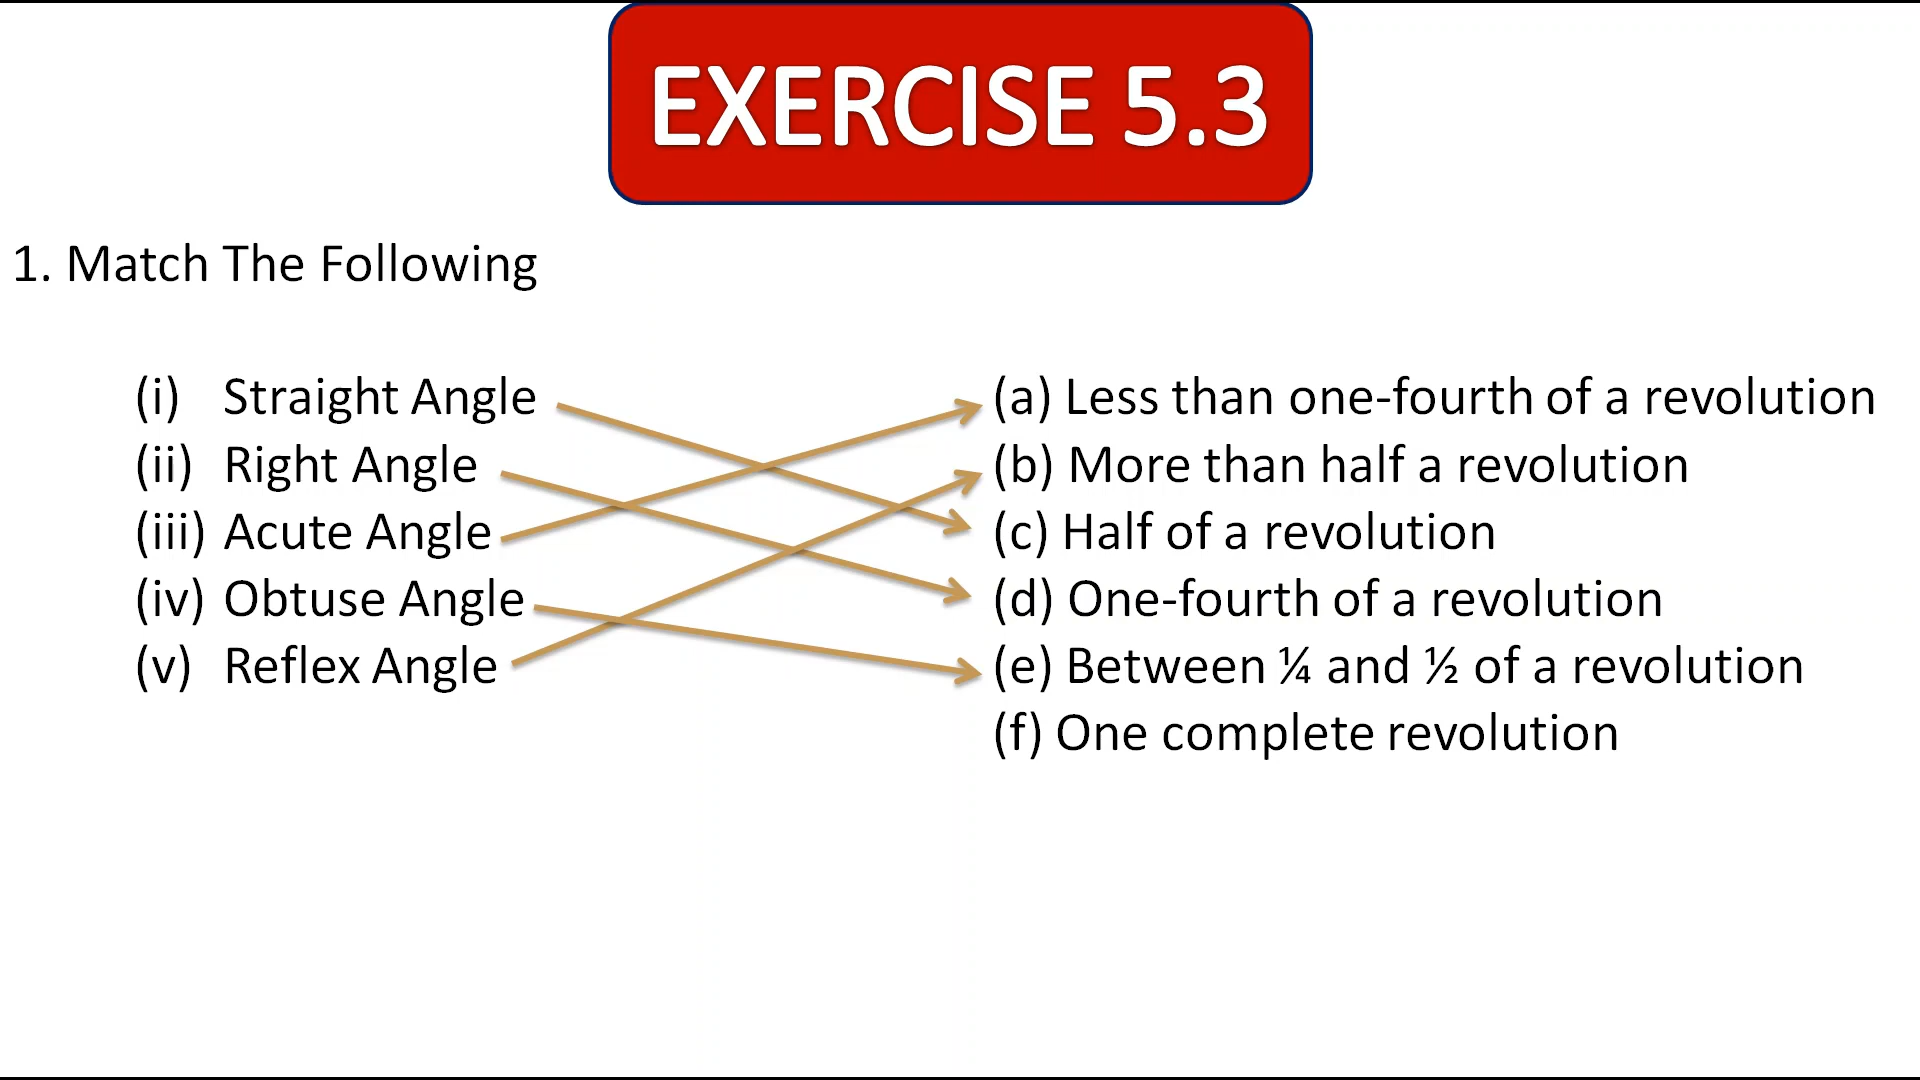 EXERCISE 5.3
1. Match The Following
(i) Straight Angle
(a) Less than one-fourth of a revolution
(ii) Right Angle
(b) More than half a revolution
(iii) Acute Angle
(c) Half of a revolution
(iv) Obtuse Angle
(d) One-fourth of a revolution
(v) Reflex Angle
(e) Between ¼ and ½ of a revolution
(f) One complete revolution